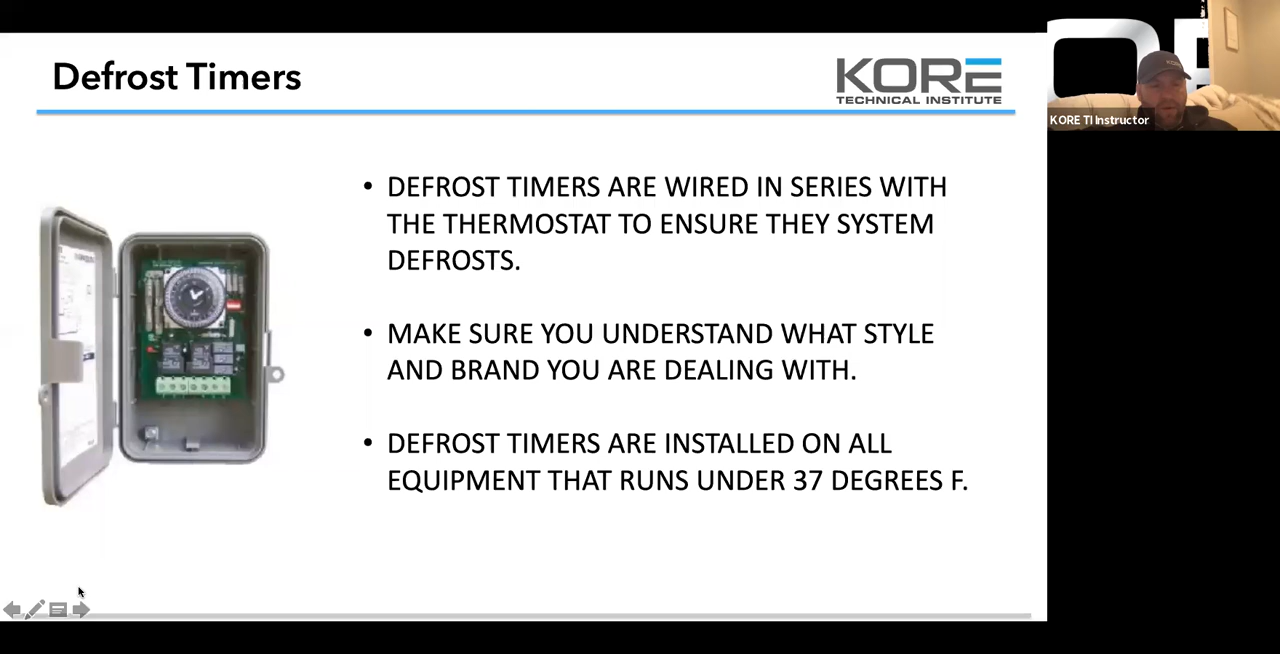 Defrost Timers
KORE
TECHNICAL INSTITUTE
KORE TI Instructor
• DEFROST TIMERS ARE WIRED IN SERIES WITH
THE THERMOSTAT TO ENSURE THEY SYSTEM
DEFROSTS.
• MAKE SURE YOU UNDERSTAND WHAT STYLE
AND BRAND YOU ARE DEALING WITH.
• DEFROST TIMERS ARE INSTALLED ON ALL
EQUIPMENT THAT RUNS UNDER 37 DEGREES F.